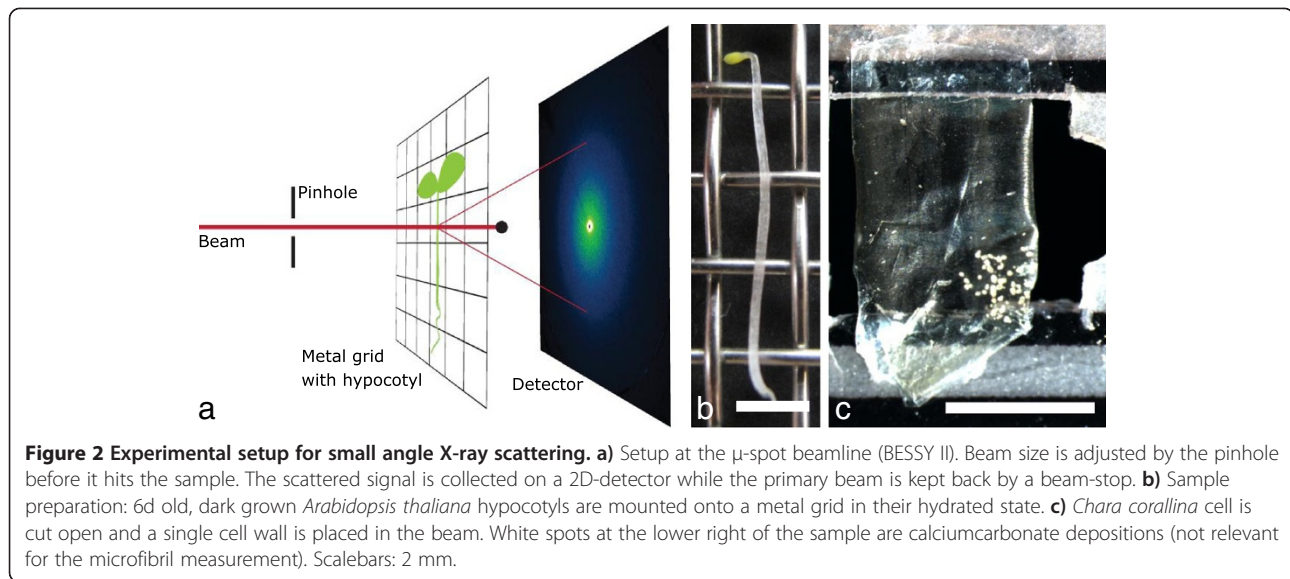 Pinhole
Beam
Metal grid
with hypocotyl
Detector
a
b
c
Figure 2 Experimental setup for small angle X-ray scattering. a) Setup at the µ-spot beamline (BESSY II). Beam size is adjusted by the pinhole
before it hits the sample. The scattered signal is collected on a 2D-detector while the primary beam is kept back by a beam-stop. b) Sample
preparation: 6d old, dark grown Arabidopsis thaliana hypocotyls are mounted onto a metal grid in their hydrated state. c) Chara corallina cell is
cut open and a single cell wall is placed in the beam. White spots at the lower right of the sample are calciumcarbonate depositions (not relevant
for the microfibril measurement). Scalebars: 2 mm.